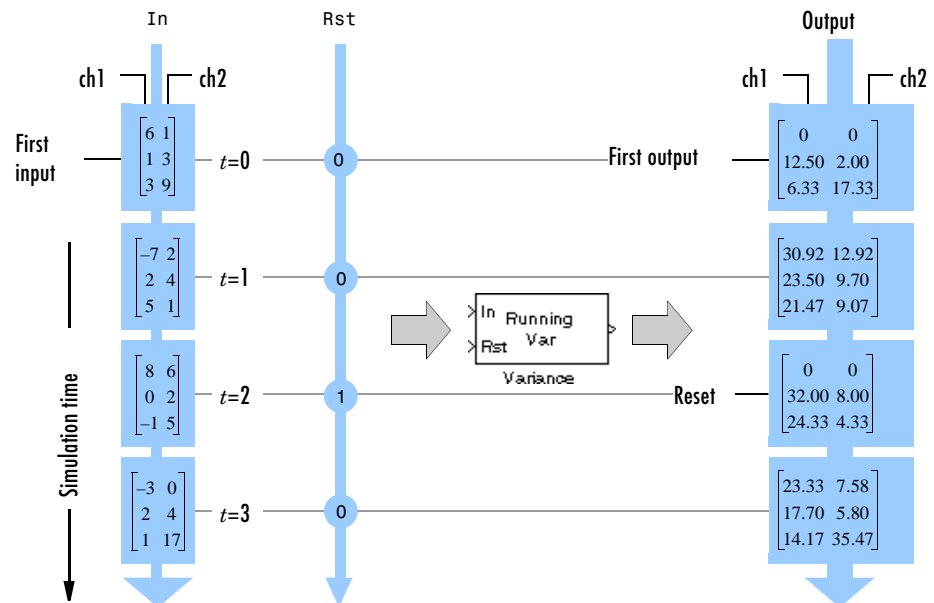 In Rst Output
ch1 ch2 ch1 ch2
First input
6 1
1 3
3 9
t=0
0
First output
0 0
12.50 2.00
6.33 17.33
Simulation time
–7 2
2 4
5 1
t=1
0
30.92 12.92
23.50 9.70
21.47 9.07
In
Rst
Running
Var
Variance
8 6
0 2
–1 5
t=2
1
Reset
0 0
32.00 8.00
24.33 4.33
–3 0
2 4
1 17
t=3
0
23.33 7.58
17.70 5.80
14.17 35.47